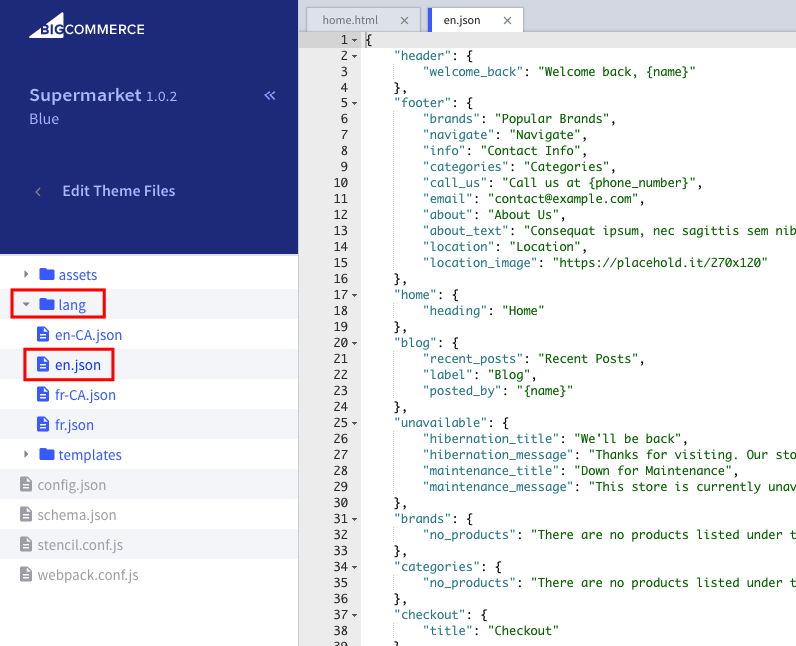 BIGCOMMERCE
Supermarket 1.0.2
Blue
Edit Theme Files
assets
lang
en-CA.json
en.json
fr-CA.json
fr.json
templates
config.json
schema.json
stencil.conf.js
webpack.conf.js
home.html
en.json
1 {
2 "header": {
3 "welcome_back": "Welcome back, {name}"
4 },
5 "footer": {
6 "brands": "Popular Brands",
7 "navigate": "Navigate",
8 "info": "Contact Info",
9 "categories": "Categories",
10 "call_us": "Call us at {phone_number}",
11 "email": "contact@example.com",
12 "about": "About Us",
13 "about_text": "Consequat ipsum, nec sagittis sem nib
14 "location": "Location",
15 "location_image": "https://placehold.it/270x120"
16 },
17 "home": {
18 "heading": "Home"
19 },
20 "blog": {
21 "recent_posts": "Recent Posts",
22 "label": "Blog",
23 "posted_by": "{name}"
24 },
25 "unavailable": {
26 "hibernation_title": "We'll be back",
27 "hibernation_message": "Thanks for visiting. Our sto
28 "maintenance_title": "Down for Maintenance",
29 "maintenance_message": "This store is currently unav
30 },
31 "brands": {
32 "no_products": "There are no products listed under t
33 },
34 "categories": {
35 "no_products": "There are no products listed under t
36 },
37 "checkout": {
38 "title": "Checkout"
39